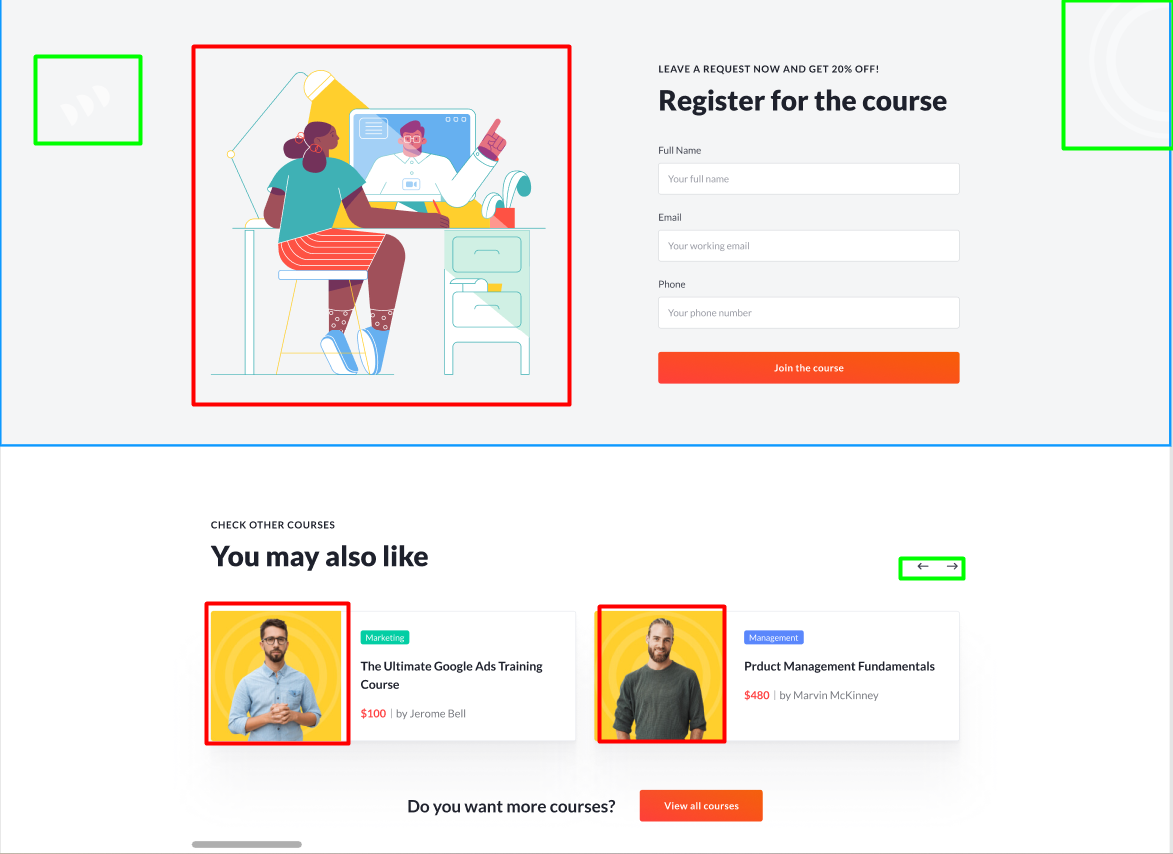 LEAVE A REQUEST NOW AND GET 20% OFF!
Register for the course
Full Name
Your full name
Email
Your working email
Phone
Your phone number
Join the course
CHECK OTHER COURSES
You may also like
Marketing
The Ultimate Google Ads Training
Course
$100 | by Jerome Bell
Management
Prduct Management Fundamentals
$480 | by Marvin McKinney
Do you want more courses?
View all courses